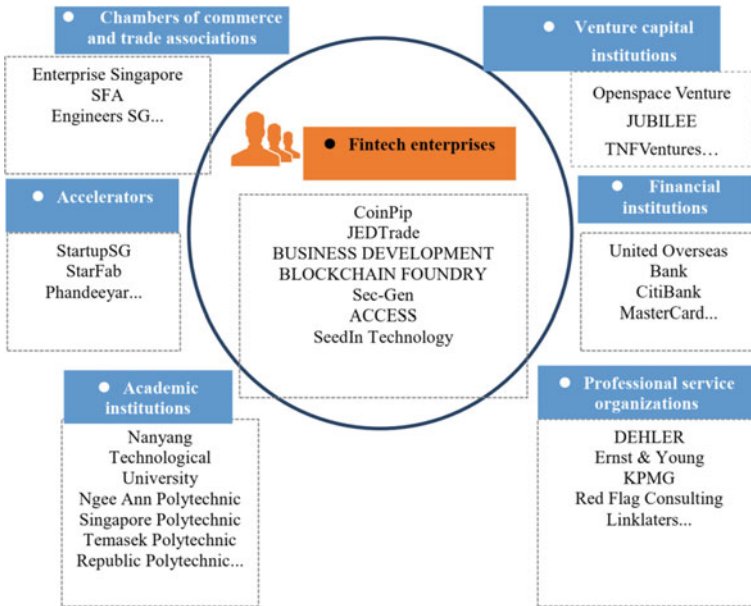 Chambers of commerce
and trade associations
Enterprise Singapore
SFA
Engineers SG...
Venture capital
institutions
Openspace Venture
JUBILEE
TNFVentures…
Fintech enterprises
CoinPip
JEDTrade
BUSINESS DEVELOPMENT
BLOCKCHAIN FOUNDRY
Sec-Gen
ACCESS
SeedIn Technology
Accelerators
StartupSG
StarFab
Phandeeyar...
Financial
institutions
United Overseas
Bank
CitiBank
MasterCard...
Academic
institutions
Nanyang
Technological
University
Ngee Ann Polytechnic
Singapore Polytechnic
Temasek Polytechnic
Republic Polytechnic...
Professional service
organizations
DEHLER
Ernst & Young
KPMG
Red Flag Consulting
Linklaters...